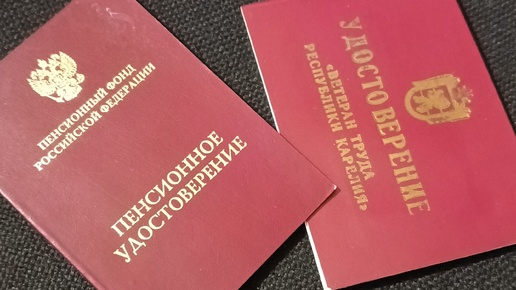 ПЕНСИОННЫЙ ФОНД
РОССИЙСКОЙ ФЕДЕРАЦИИ
ПЕНСИОННОЕ
УДОСТОВЕРЕНИЕ
УДОСТОВЕРЕНИЕ
«ВЕТЕРАН ТРУДА
РЕСПУБЛИКИ КАРЕЛИЯ»